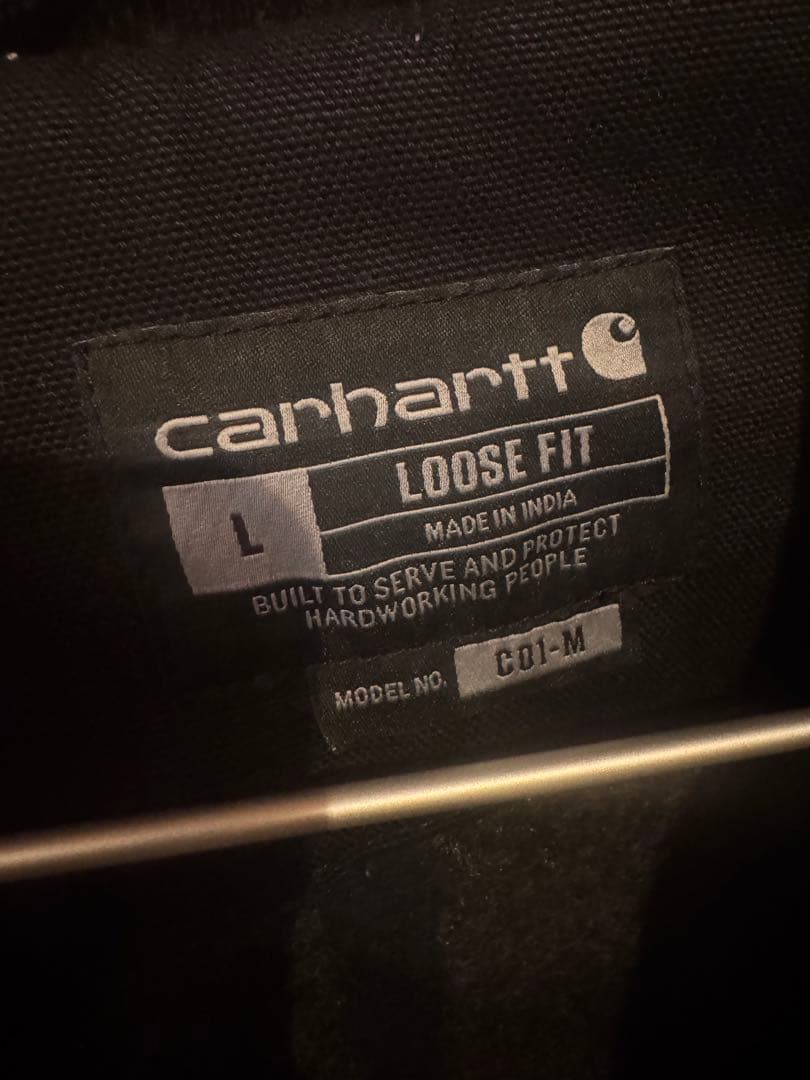 carhartt
L
LOOSE FIT
MADE IN INDIA
BUILT TO SERVE AND PROTECT
HARDWORKING PEOPLE
MODEL NO. C01-M